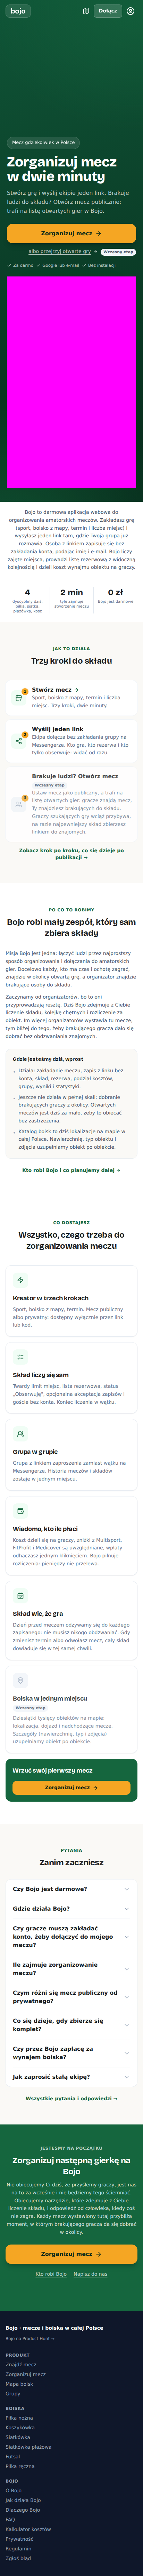 bojo
Dołącz
Mecz gdziekolwiek w Polsce
Zorganizuj mecz
w dwie minuty
Stwórz grę i wyślij ekipie jeden link. Brakuje
ludzi do składu? Otwórz mecz publicznie:
trafi na listę otwartych gier w Bojo.
Zorganizuj mecz →
albo przejrzyj otwarte gry → Wczesny etap
✓ Za darmo ✓ Google lub e-mail ✓ Bez instalacji
Bojo to darmowa aplikacja webowa do
organizowania amatorskich meczów. Zakładasz grę
(sport, boisko z mapy, termin i liczba miejsc) i
wysyłasz jeden link tam, gdzie Twoja grupa już
rozmawia. Osoba z linkiem zapisuje się bez
zakładania konta, podając imię i e-mail. Bojo liczy
zajęte miejsca, prowadzi listę rezerwową z ważącą
kolejnością i dzieli koszt wynajmu obiektu na graczy.
4
2 min
0 zł
dyscypliny dziś:
piłka, siatka,
plażówka, kosz
tyle zajmuje
stworzenie meczu
Bojo jest darmowe
JAK TO DZIAŁA
Trzy kroki do składu
1
Stwórz mecz →
Sport, boisko z mapy, termin i liczba
miejsc. Trzy kroki, dwie minuty.
2
Wyślij jeden link
Ekipa dołącza bez zakładania grupy na
Messengerze. Kto gra, kto rezerwa i kto
tylko obserwuje: widać od razu.
3
Brakuje ludzi? Otwórz mecz
Wczesny etap
Ustaw mecz jako publiczny, a trafi na
listę otwartych gier: gracze znajdą mecz.
Ty znajdujesz brakujących do składu.
Gracze szukających gry wciąż przybywa,
na razie najpewniejszy skład zbierzesz
linkiem do znajomych.
Zobacz krok po kroku, co się dzieje po
publikacji →
PO CO TO ROBIMY
Bojo robi mały zespół, który sam
zbiera składy
Misja Bojo jest jedna: łączyć ludzi przez najprostszy
sposób organizowania i dołączania do amatorskich
gier. Docelowo każdy, kto ma czas i ochotę zagrać,
znajduje w okolicy otwartą grę, a organizator znajduje
brakujące osoby do składu.
Zaczynamy od organizatorów, bo to oni
przyprowadzają resztę. Dziś Bojo zdejmuje z Ciebie
liczenie składu, kolejkę chętnych i rozliczenie za
obiekt. Im więcej organizatorów wystawia tu mecze,
tym bliżej do tego, żeby brakującego gracza dało się
znaleźć bez obdzwaniania znajomych.
Gdzie jesteśmy dziś, wprost
Działa: zakładanie meczu, zapis z linku bez
konta, skład, rezerwa, podział kosztów,
grupy, wyniki i statystyki.
Jeszcze nie działa w pełnej skali: dobranie
brakujących graczy z okolicy. Otwartych
meczów jest dziś za mało, żeby to obiecać
bez zastrzeżenia.
Katalog boisk to dziś lokalizacje na mapie w
całej Polsce. Nawierzchnię, typ obiektu i
zdjęcia uzupełniamy obiekt po obiekcie.
Kto robi Bojo i co planujemy dalej →
CO DOSTAJESZ
Wszystko, czego trzeba do
zorganizowania meczu
Kreator w trzech krokach
Sport, boisko z mapy, termin. Mecz publiczny
albo prywatny: dostępny wyłącznie przez link
lub kod.
Skład liczy się sam
Twardy limit miejsc, lista rezerwowa, status
„Obserwuję”, opcjonalna akceptacja zapisów i
goście bez konta. Koniec liczenia w wątku.
Grupa w grupie
Grupa z linkiem zaproszenia zamiast wątku na
Messengerze. Historia meczów i składów
zostaje w jednym miejscu.
Wiadomo, kto ile płaci
Koszt dzieli się na graczy, zniżki z Multisport,
FitProfit i Medicover są uwzględniane, wpłaty
odhaczasz jednym kliknięciem. Bojo pilnuje
rozliczenia: pieniędzy nie przelewa.
Skład wie, że gra
Dzień przed meczem odzywamy się do każdego
zapisanego: nie musisz nikogo obdzwaniać. Gdy
zmienisz termin albo odwołasz mecz, cały skład
dowiaduje się w tej samej chwili.
Boiska w jednym miejscu
Wczesny etap
Dziesiątki tysięcy obiektów na mapie:
lokalizacja, dojazd i nadchodzące mecze.
Szczegóły (nawierzchnię, typ i zdjęcia)
uzupełniamy obiekt po obiekcie.
Wrzuć swój pierwszy mecz
Zorganizuj mecz →
PYTANIA
Zanim zaczniesz
Czy Bojo jest darmowe?
Gdzie działa Bojo?
Czy gracze muszą zakładać
konto, żeby dołączyć do mojego
meczu?
Ile zajmuje zorganizowanie
meczu?
Czym różni się mecz publiczny od
prywatnego?
Co się dzieje, gdy zbierze się
komplet?
Czy przez Bojo zapłacę za
wynajem boiska?
Jak zaprosić stałą ekipę?
Wszystkie pytania i odpowiedzi →
JESTEŚMY NA POCZĄTKU
Zorganizuj następną gierkę na
Bojo
Nie obiecujemy Ci dziś, że przyślemy graczy, jest nas
na to za wcześnie i nie będziemy tego ściemniać.
Obiecujemy narzędzie, które zdejmuje z Ciebie
liczenie składu, i odpowiedź od człowieka, kiedy coś
nie zagra. Każdy mecz wystawiony tutaj przybliża
moment, w którym brakującego gracza da się dobrać
w okolicy.
Zorganizuj mecz →
Kto robi Bojo Napisz do nas
Bojo · mecze i boiska w całej Polsce
Bojo na Product Hunt →
PRODUKT
Znajdź mecz
Zorganizuj mecz
Mapa boisk
Grupy
BOISKA
Piłka nożna
Koszykówka
Siatkówka
Siatkówka plażowa
Futsal
Piłka ręczna
BOJO
O Bojo
Jak działa Bojo
Dlaczego Bojo
FAQ
Kalkulator kosztów
Prywatność
Regulamin
Zgłoś błąd